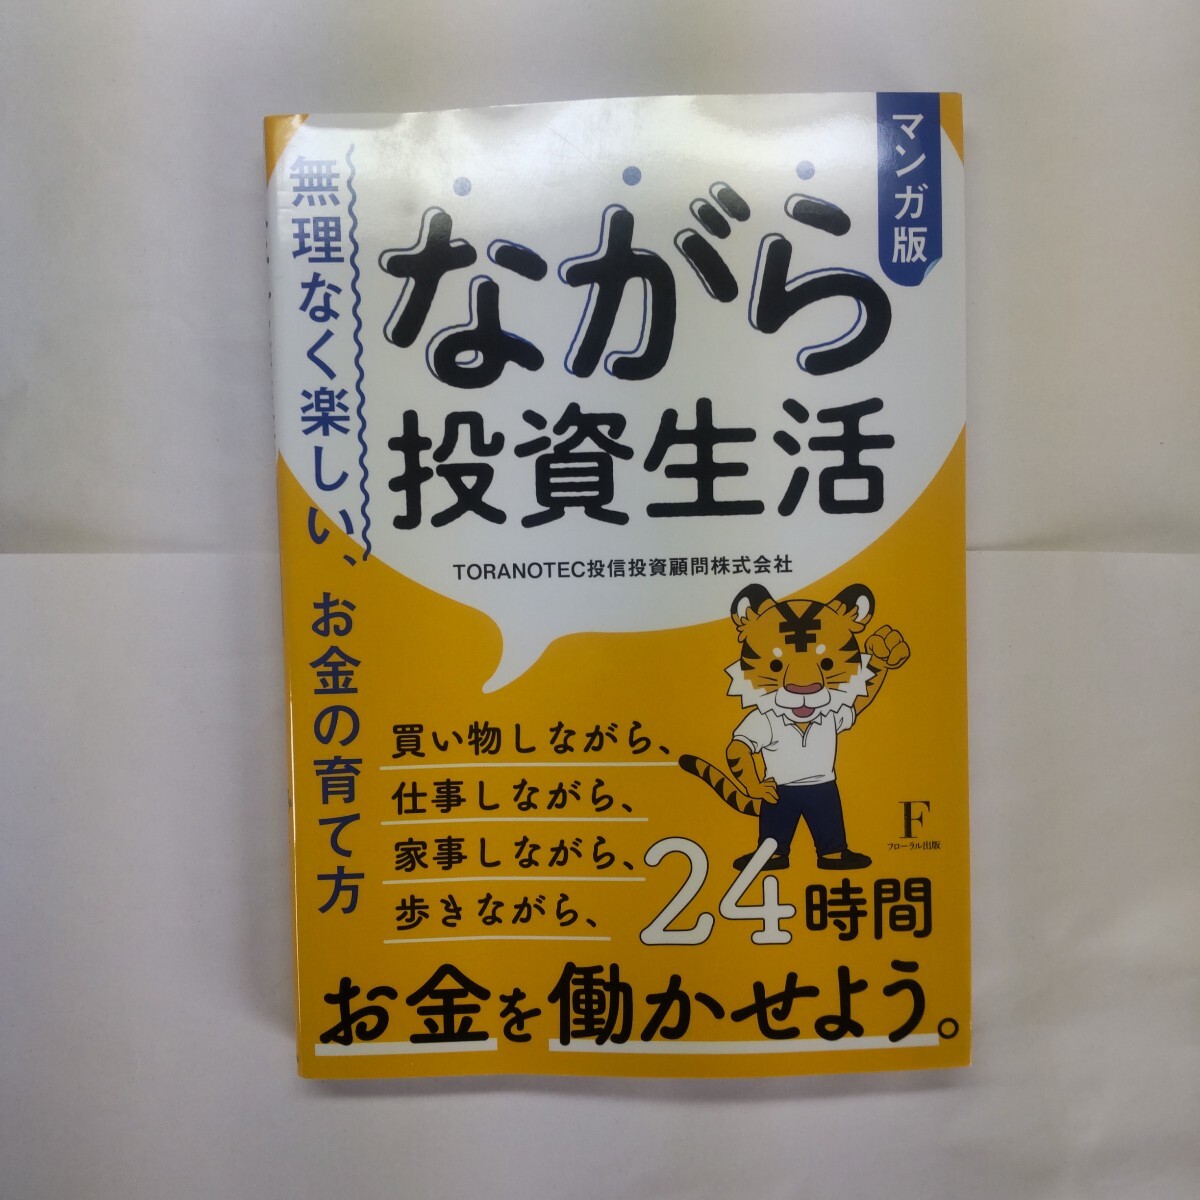 マンガ版
無理なく楽しい、お金の育て方
ながら
投資生活
TORANOTEC投信投資顧問株式会社
¥
買い物しながら、
仕事しながら、
家事しながら、
歩きながら、
24時間
お金を働かせよう。
F
フローラル出版